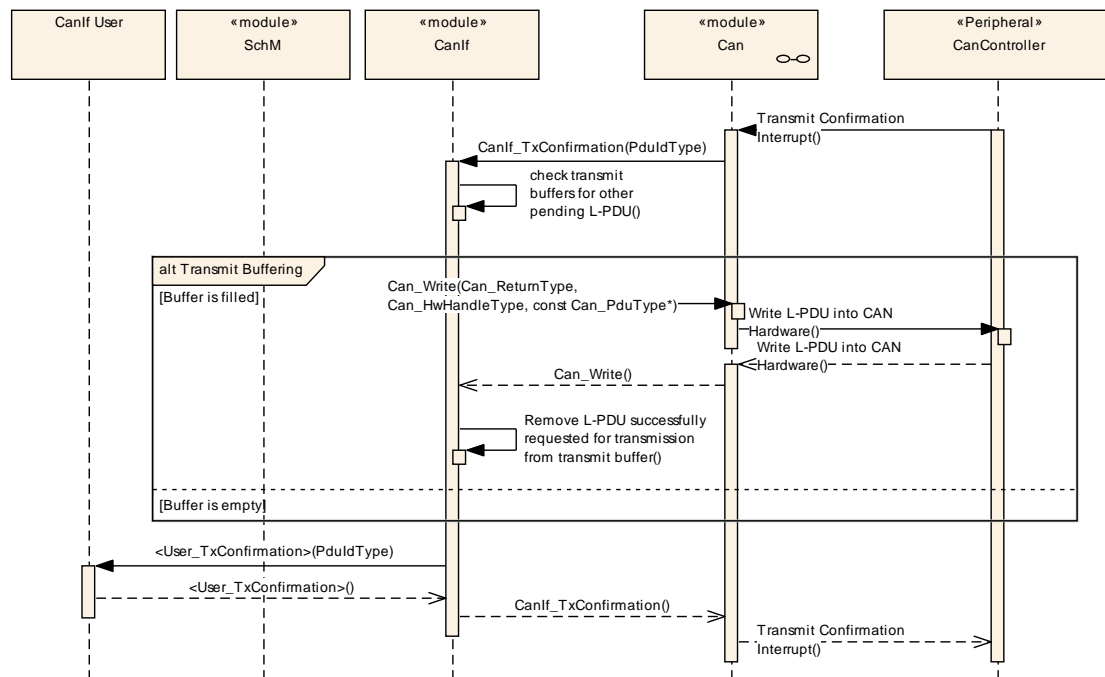 CanIf User
«module»
SchM
«module»
CanIf
«module»
Can
«Peripheral»
CanController
Transmit Confirmation
Interrupt()
CanIf_TxConfirmation(PduIdType)
check transmit
buffers for other
pending L-PDU()
alt Transmit Buffering
[Buffer is filled]
Can_Write(Can_ReturnType,
Can_HwHandleType, const Can_PduType*)
Write L-PDU into CAN
Hardware()
Write L-PDU into CAN
Hardware()
Can_Write()
Remove L-PDU successfully
requested for transmission
from transmit buffer()
[Buffer is empty]
<User_TxConfirmation>(PduIdType)
<User_TxConfirmation>()
CanIf_TxConfirmation()
Transmit Confirmation
Interrupt()